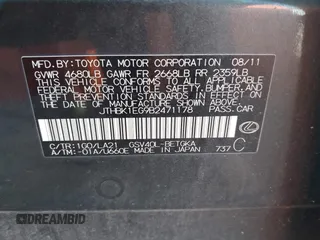 MFD.BY:TOYOTA MOTOR CORPORATION 08/11
GVWR 4680LB GAWR FR 2668LB RR 2359LB
THIS VEHICLE CONFORMS TO ALL APPLICABLE
FEDERAL MOTOR VEHICLE SAFETY, BUMPER,
AND THEFT PREVENTION STANDARDS IN EFFECT
ON THE DATE OF MANUFACTURE SHOWN ABOVE.
JTHBK1EG9B2471178 PASS.CAR
C/TR:1G0/LA21 GSV40L-BETGKA
A/TM:-01A/U660E MADE IN JAPAN 737 C
BIDFAX